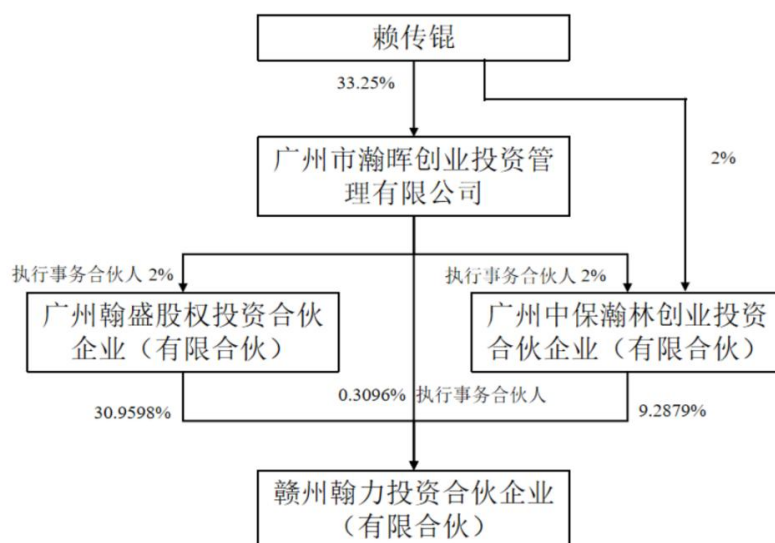 赖传锟
33.25%
2%
广州市瀚晖创业投资管
理有限公司
执行事务合伙人 2%
执行事务合伙人 2%
广州翰盛股权投资合伙
企业（有限合伙）
广州中保瀚林创业投资
合伙企业（有限合伙）
30.9598%
0.3096% 执行事务合伙人
9.2879%
赣州翰力投资合伙企业
（有限合伙）